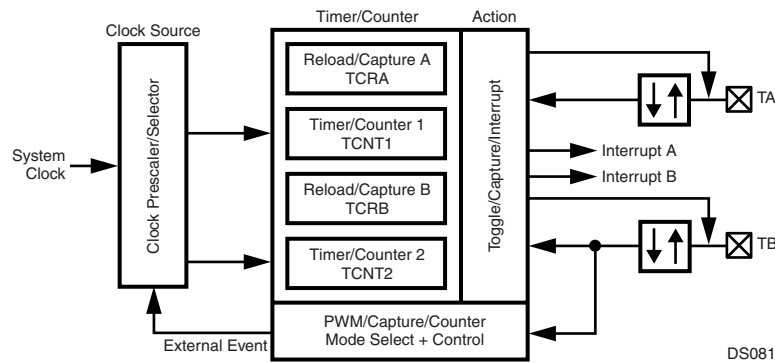 Timer/Counter
Action
Clock Source
Reload/Capture A
TCRA
TA
Timer/Counter 1
TCNT1
Clock Prescaler/Selector
Toggle/Capture/Interrupt
Interrupt A
System
Clock
Interrupt B
Reload/Capture B
TCRB
Timer/Counter 2
TCNT2
TB
PWM/Capture/Counter
Mode Select + Control
External Event
DS081